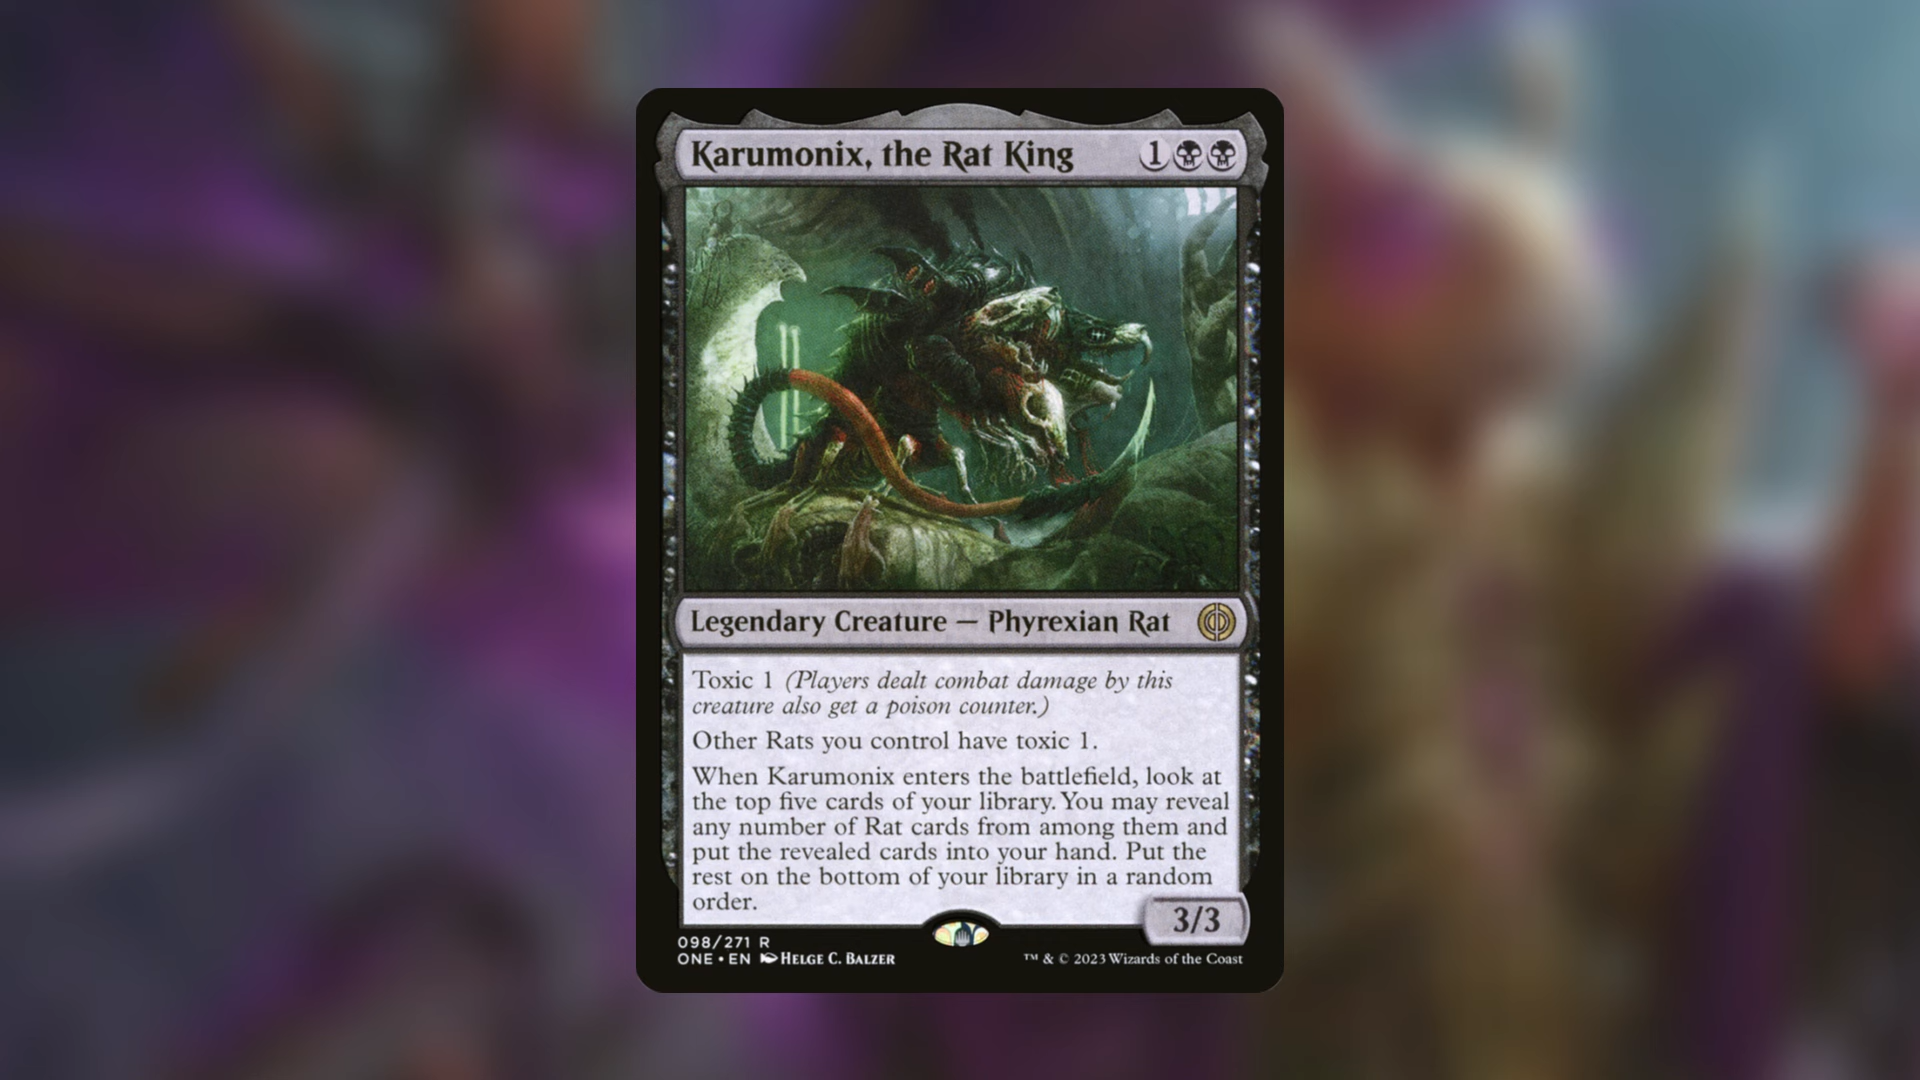 Karumonix, the Rat King 1
Legendary Creature — Phyrexian Rat
Toxic 1 (Players dealt combat damage by this
creature also get a poison counter.)
Other Rats you control have toxic 1.
When Karumonix enters the battlefield, look at
the top five cards of your library. You may reveal
any number of Rat cards from among them and
put the revealed cards into your hand. Put the
rest on the bottom of your library in a random
order.
3/3
098/271 R
ONE • EN HELGE C. BALZER
™ & © 2023 Wizards of the Coast